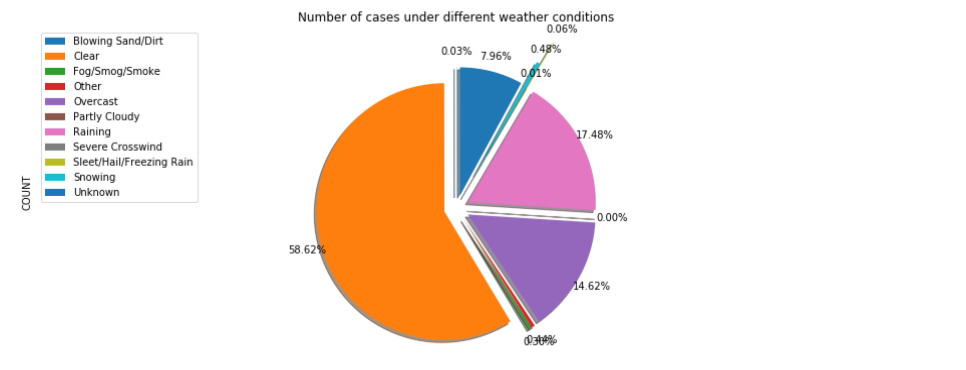 Number of cases under different weather conditions
Blowing Sand/Dirt
Clear
Fog/Smog/Smoke
Other
Overcast
Partly Cloudy
Raining
Severe Crosswind
Sleet/Hail/Freezing Rain
Snowing
Unknown
COUNT
0.03%
7.96%
0.06%
0.48%
0.01%
17.48%
0.00%
14.62%
58.62%